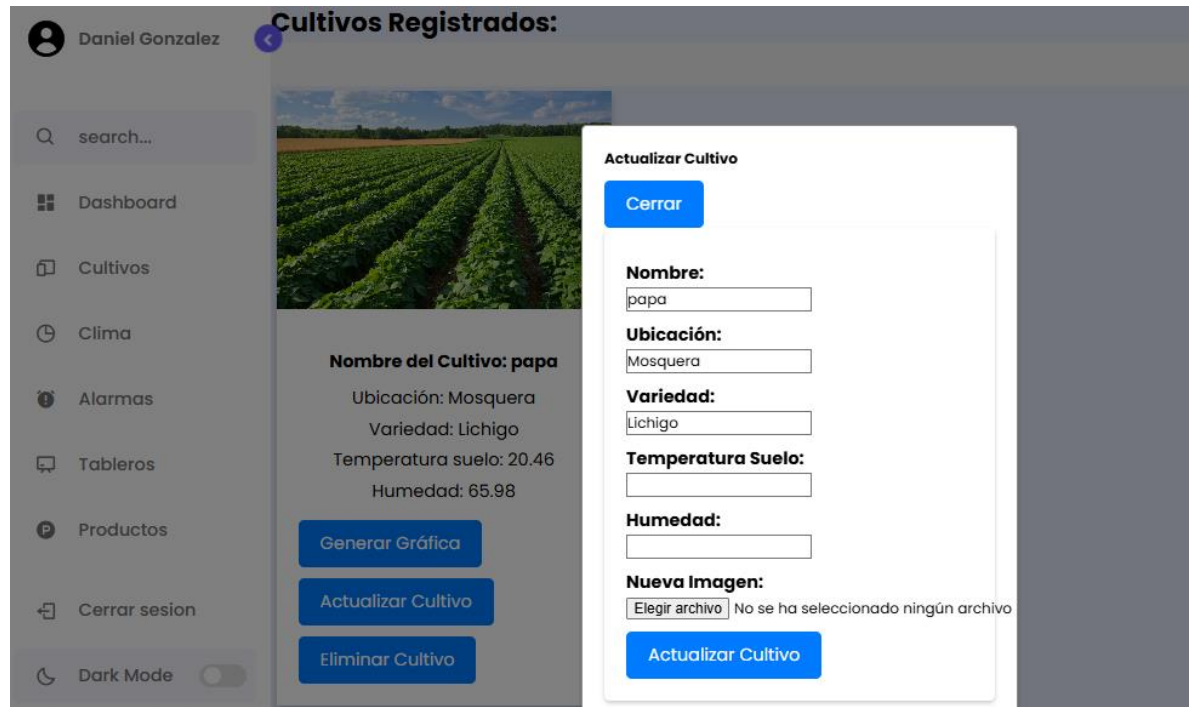 Daniel Gonzalez
search...
Dashboard
Cultivos
Clima
Alarmas
Tableros
Productos
Cerrar sesion
Dark Mode
Cultivos Registrados:
Nombre del Cultivo: papa
Ubicación: Mosquera
Variedad: Lichigo
Temperatura suelo: 20.46
Humedad: 65.98
Generar Gráfica
Actualizar Cultivo
Eliminar Cultivo
Actualizar Cultivo
Cerrar
Nombre:
papa
Ubicación:
Mosquera
Variedad:
Lichigo
Temperatura Suelo:
Humedad:
Nueva Imagen:
Elegir archivo No se ha seleccionado ningún archivo
Actualizar Cultivo